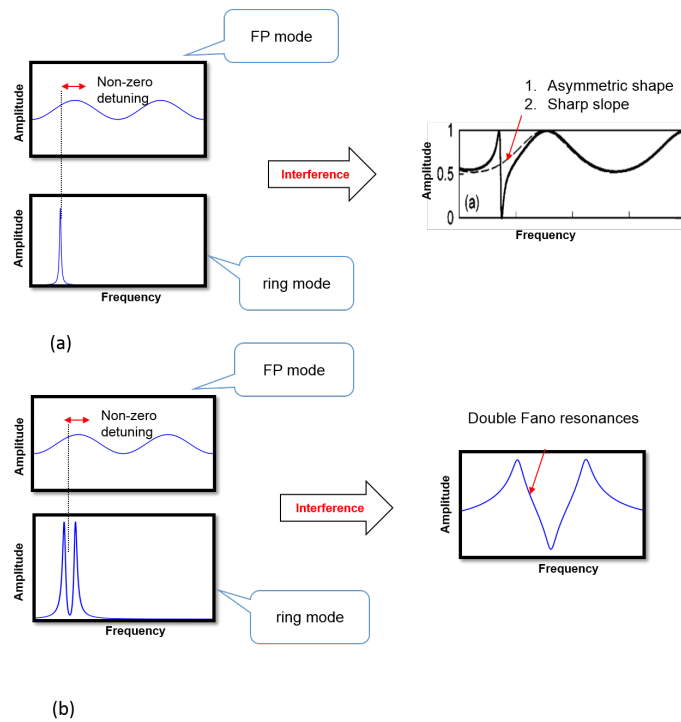 FP mode
Amplitude
Non-zero
detuning
Interference
1. Asymmetric shape
2. Sharp slope
Amplitude
1
0.5
0
(a)
Frequency
Amplitude
Frequency
ring mode
(a)
FP mode
Amplitude
Non-zero
detuning
Interference
Double Fano resonances
Amplitude
Frequency
Amplitude
Frequency
ring mode
(b)